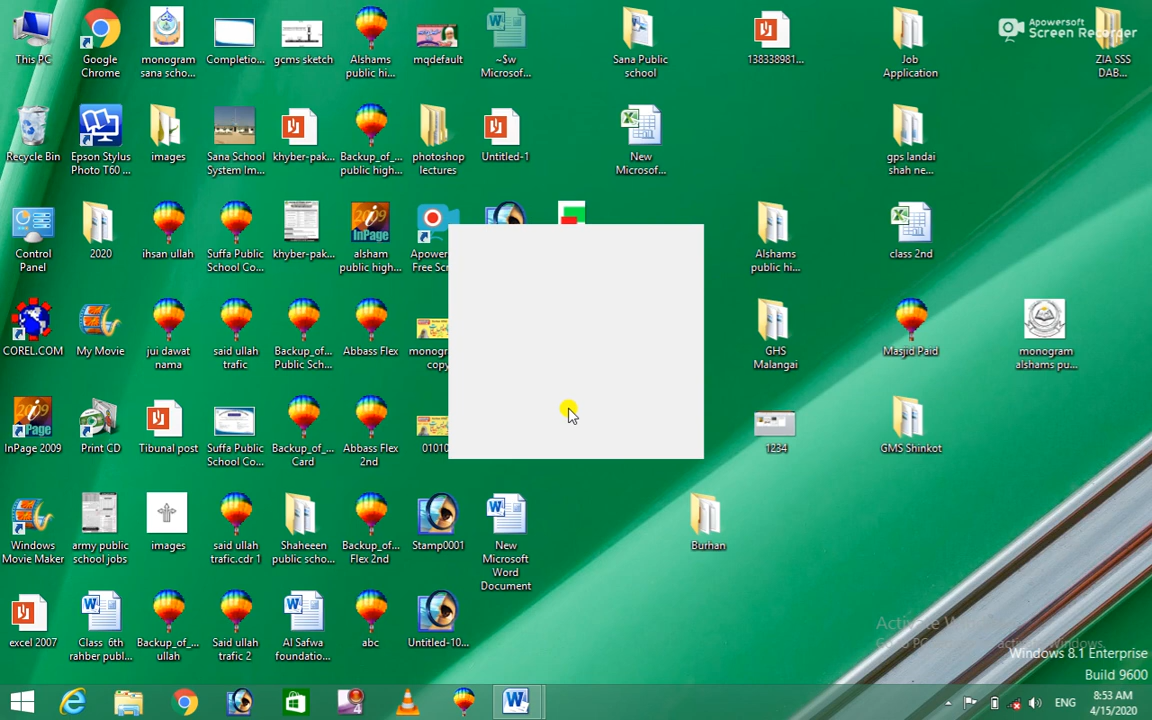 This PC
Google
Chrome
monogram
sana scho...
Completio...
gcms sketch
Alshams
public hi...
mqdefault
~$w
Microsof...
Sana Public
school
138338981...
Job
Application
Apowersoft
Screen Recorder
ZIA SSS
DAB...
Recycle Bin
Epson Stylus
Photo T60 ...
images
Sana School
System Im...
khyber-pak...
Backup_of_...
public high...
photoshop
lectures
Untitled-1
New
Microsof...
gps landai
shah ne...
Control
Panel
2020
ihsan ullah
Suffa Public
School Co...
khyber-pak...
2009
InPage
alsham
public high...
Apower
Free Scr
Alshams
public hi...
class 2nd
COREL.COM
My Movie
jui dawat
nama
said ullah
trafic
Backup_of_...
Public Sch...
Abbass Flex
monogr
copy
GHS
Malangai
Masjid Paid
monogram
alshams pu...
2009
InPage
InPage 2009
Print CD
Tibunal post
Suffa Public
School Co...
Backup_of_...
Card
Abbass Flex
2nd
01010
1234
GMS Shinkot
Windows
Movie Maker
army public
school jobs
images
said ullah
trafic.cdr 1
Shaheeen
public scho...
Backup_of_...
Flex 2nd
Stamp0001
New
Microsoft
Word
Document
Burhan
excel 2007
Class  6th
rahber publ...
Backup_of_...
ullah
Said ullah
trafic 2
Al Safwa
foundatio...
abc
Untitled-10...
Windows 8.1 Enterprise
Build 9600
ENG
8:53 AM
4/15/2020